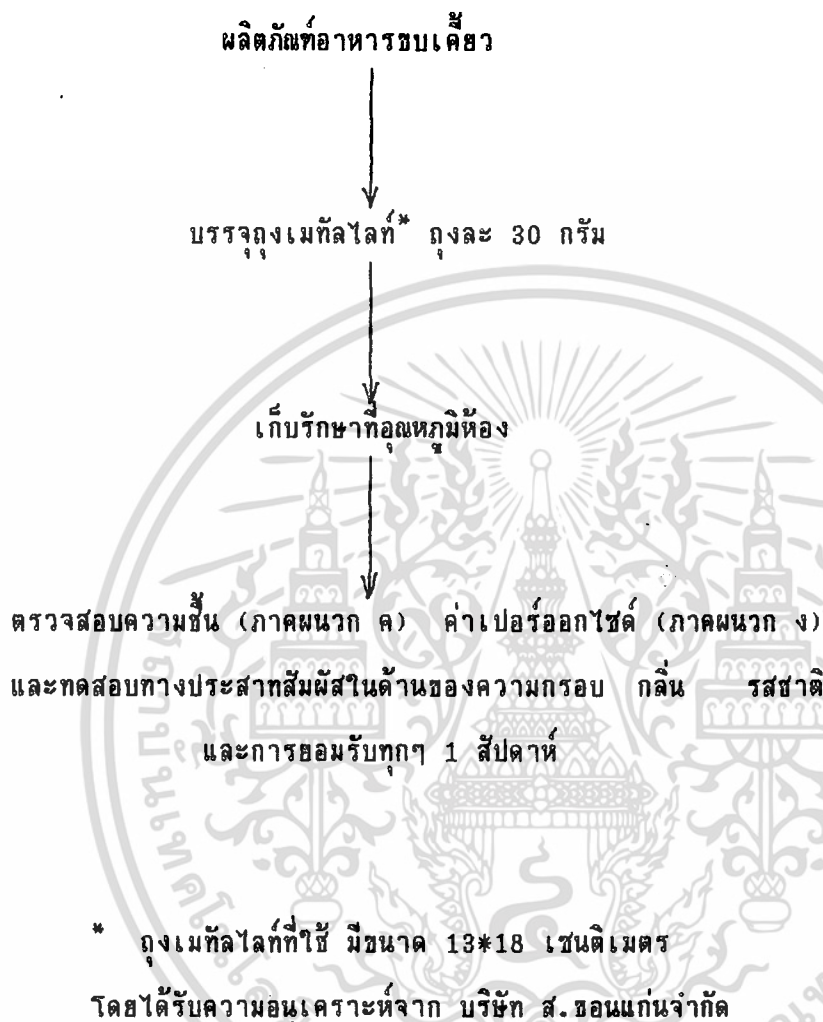 ผลิตภัณฑ์อาหารขบเคี้ยว
บรรจุถุงเมทัลไลท์* ถุงละ 30 กรัม
เก็บรักษาที่อุณหภูมิห้อง
ตรวจสอบความชื้น (ภาคผนวก ค) ค่าเปอร์ออกไซด์ (ภาคผนวก ง)
และทดสอบทางประสาทสัมผัสในด้านของความกรอบ กลิ่น รสชาติ
และการยอมรับทุกๆ 1 สัปดาห์
* ถุงเมทัลไลท์ที่ใช้ มีขนาด 13*18 เซนติเมตร
โดยได้รับความอนุเคราะห์จาก บริษัท ส.ขอนแก่นจำกัด